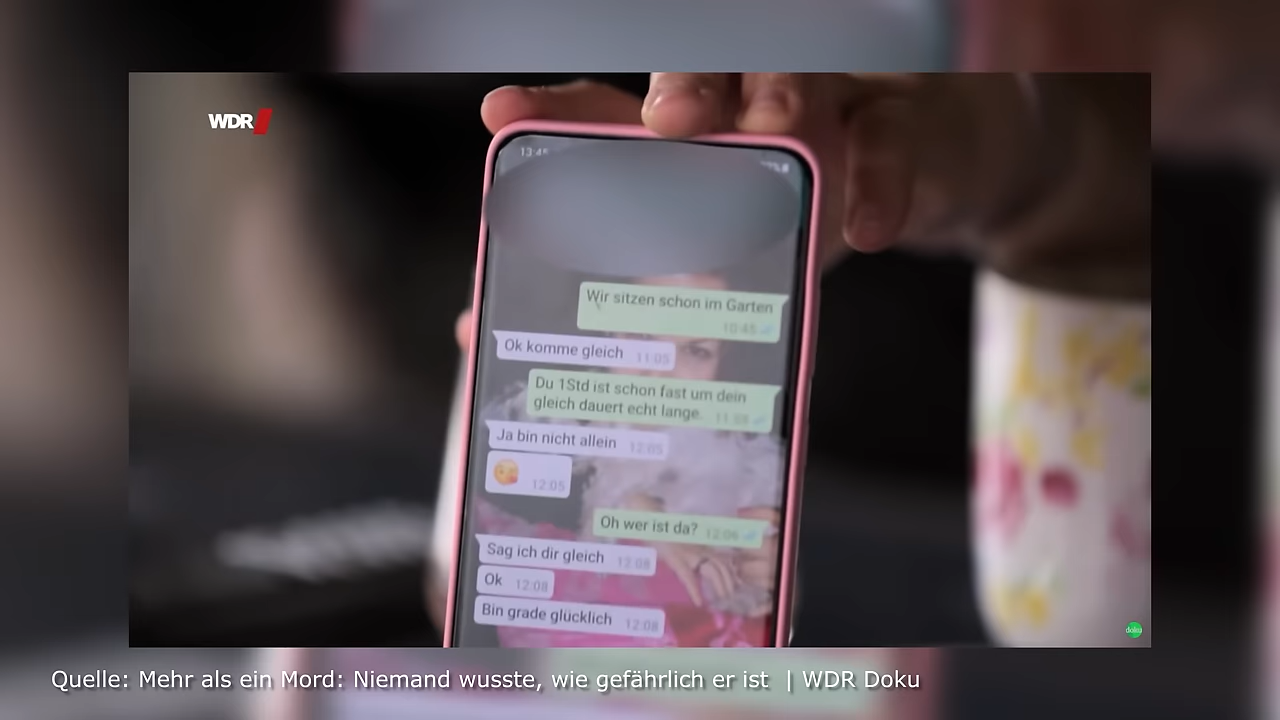 WDR
13:45
Wir sitzen schon im Garten
10:45
Ok komme gleich 11:05
Du 1Std ist schon fast um dein
gleich dauert echt lange.
Ja bin nicht allein 12:05
😘 12:05
Oh wer ist da? 12:06
Sag ich dir gleich 12:08
Ok 12:08
Bin grade glücklich 12:08
doku
Quelle: Mehr als ein Mord: Niemand wusste, wie gefährlich er ist | WDR Doku